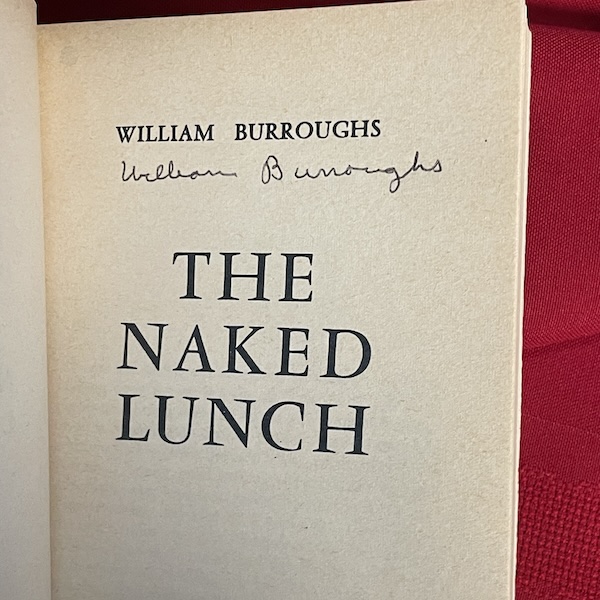 WILLIAM BURROUGHS
William Burroughs
THE
NAKED
LUNCH